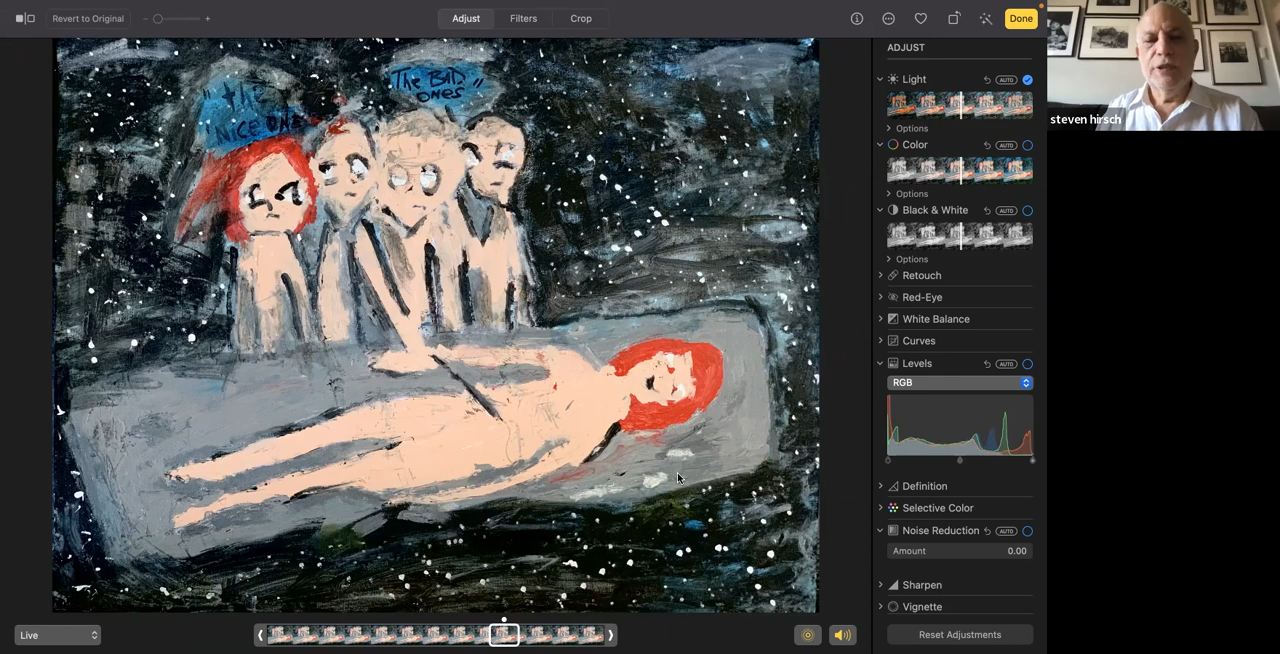 Revert to Original
Adjust
Filters
Crop
Done
steven hirsch
ADJUST
Light
AUTO
Options
Color
AUTO
Options
Black & White
AUTO
Options
Retouch
Red-Eye
White Balance
Curves
Levels
AUTO
RGB
Definition
Selective Color
Noise Reduction
AUTO
Amount 0.00
Sharpen
Vignette
Reset Adjustments
Live
"the
"NICE ONE
"The BAD
ONES"